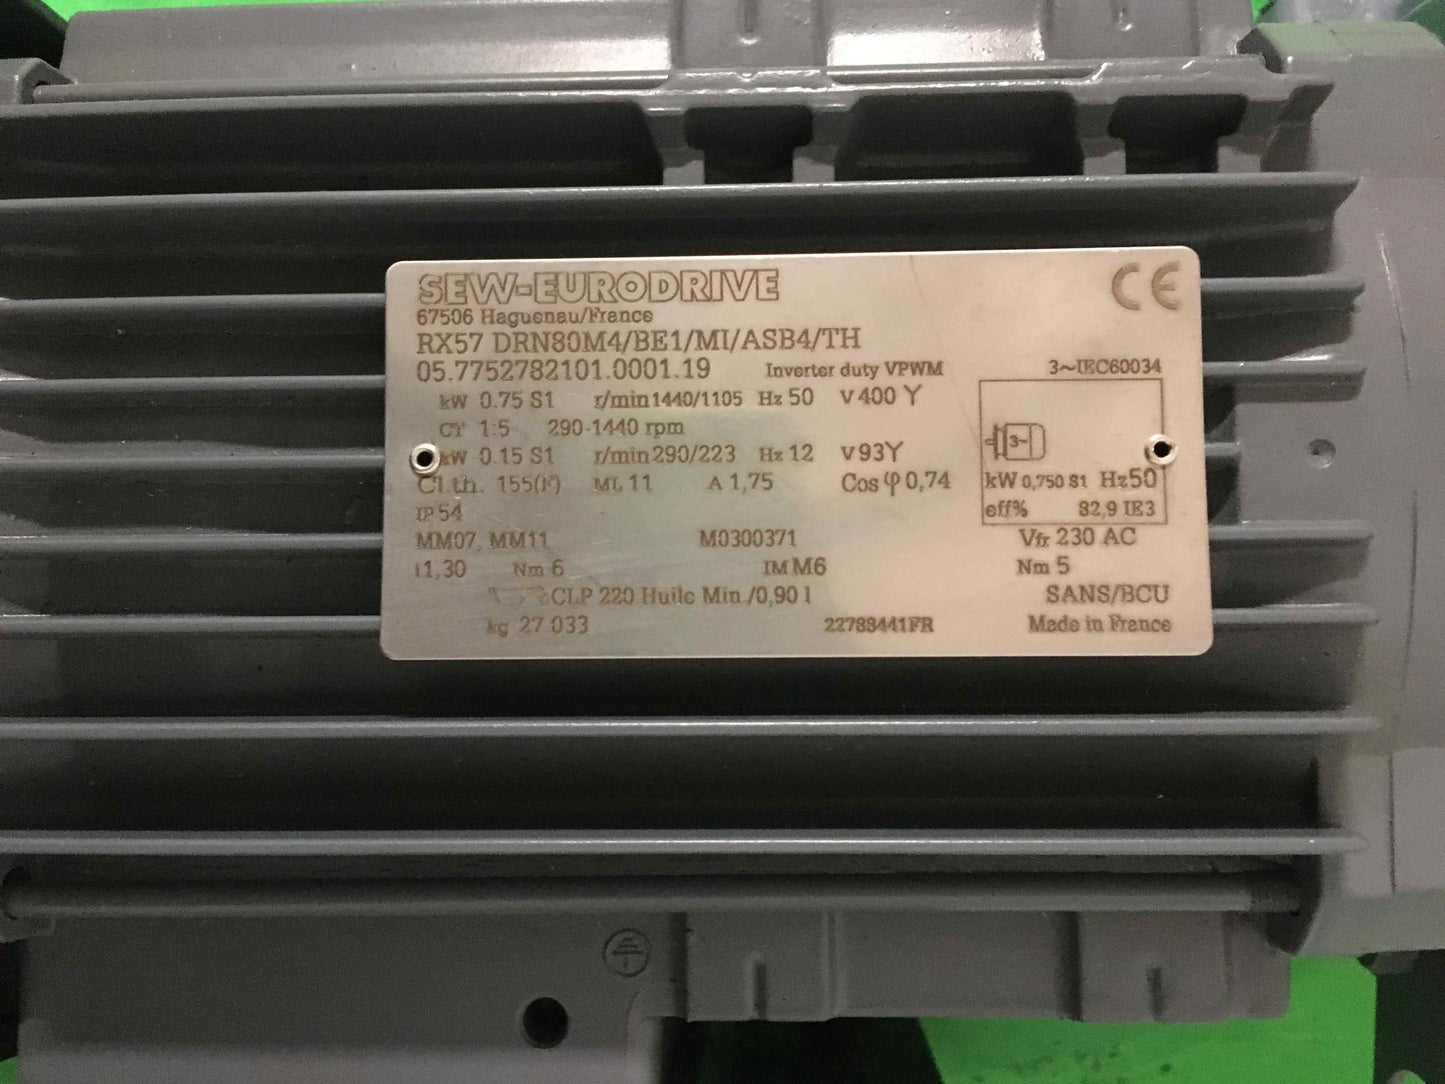 SEW-EURODRIVE
CE
67506 Haguenau/France
RX57 DRN80M4/BE1/MI/ASB4/TH
05.7752782101.0001.19 Inverter duty VPWM 3~IEC60034
kW 0.75 S1 r/min 1440/1105 Hz 50 V 400 Y
CT 1:5 290-1440 rpm
kW 0.15 S1 r/min 290/223 Hz 12 V 93Y
3~
Cl.th. 155(F) ML 11 A 1,75 Cos φ 0,74
kW 0,750 S1 Hz 50
eff% 82,9 IE3
IP 54
MM07, MM11 M0300371 Vfr 230 AC
i 1,30 Nm 6 IM M6 Nm 5
CLP 220 Huile Min./0,90 l SANS/BCU
kg 27.033 22788441FR Made in France